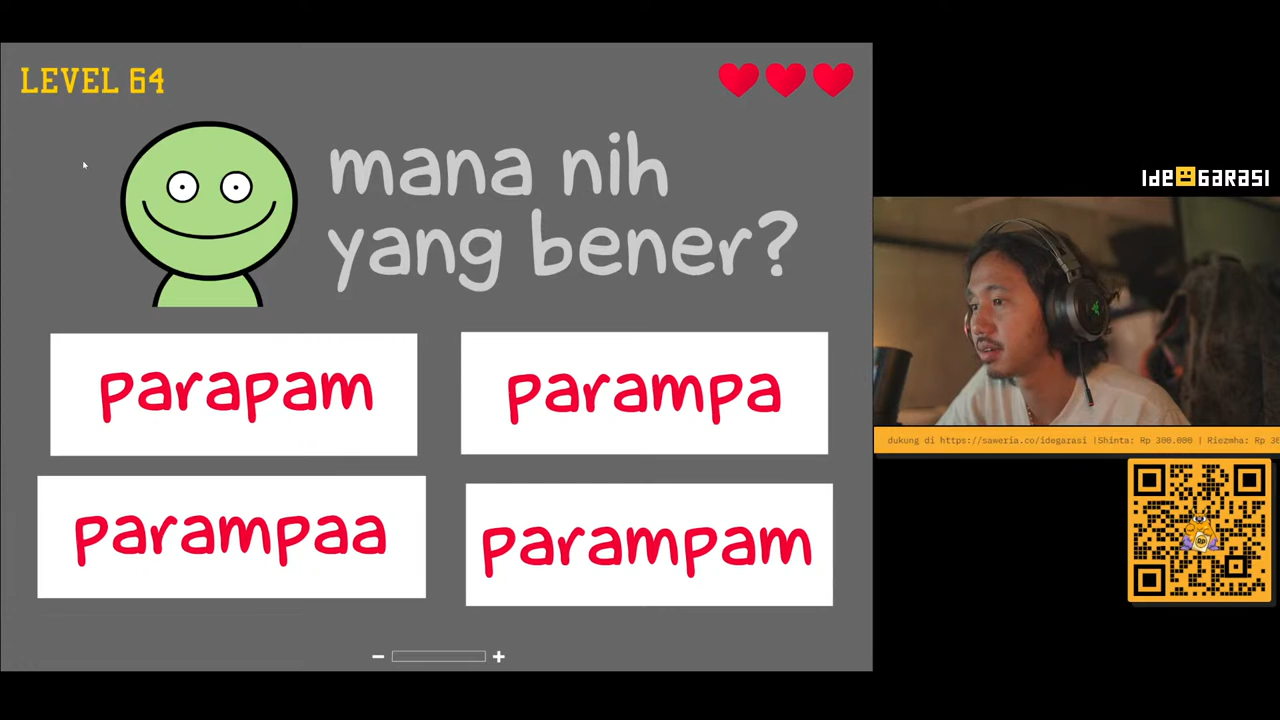 LEVEL 64
mana nih
yang bener?
parapam
parampa
parampaa
parampam
IDE GARASI
dukung di https://saweria.co/idegarasi |Shinta: Rp 300.000 | Riezmha: Rp 30